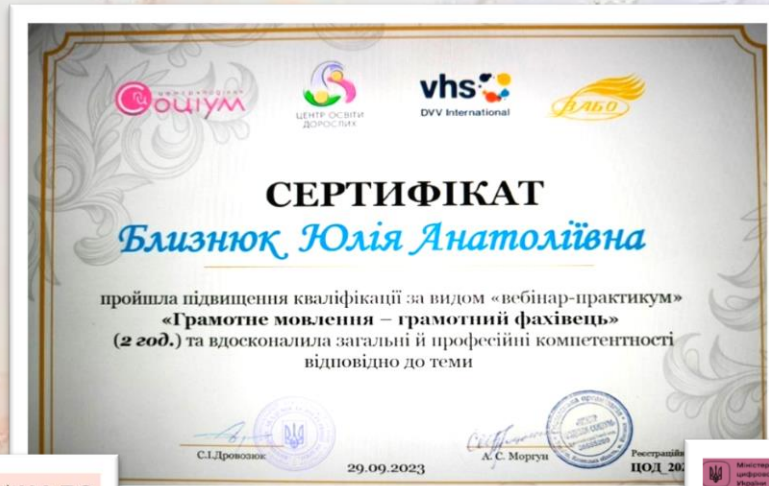 Соціум
ЦЕНТР ОСВІТИ
ДОРОСЛИХ
vhs
DVV International
СЕРТИФІКАТ
Близнюк Юлія Анатоліївна
пройшла підвищення кваліфікації за видом «вебінар-практикум»
«Грамотне мовлення – грамотний фахівець»
(2 год.) та вдосконалила загальні й професійні компетентності
відповідно до теми
С.І.Дровозюк
29.09.2023
А. С. Моргун
ЦОД